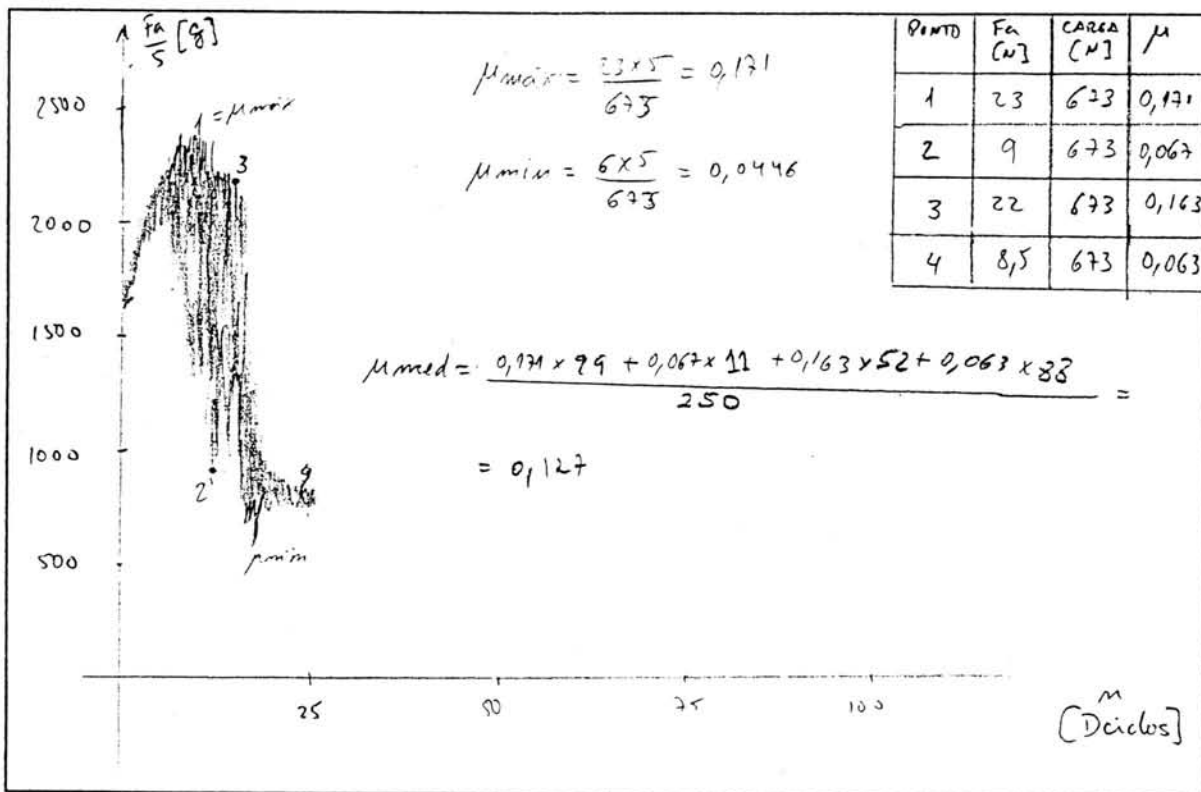 Fa/5 [g]
2500
2000
1500
1000
500
1 = μmáx
3
2
4
μmin
25
50
75
100
n
[Dciclos]
μmáx = 23 x 5 / 673 = 0,171
μmin = 6 x 5 / 673 = 0,0446
PONTO Fa [N] CARGA [N] μ
1 23 673 0,171
2 9 673 0,067
3 22 673 0,163
4 8,5 673 0,063
μmed = 0,171 x 99 + 0,067 x 11 + 0,163 x 52 + 0,063 x 88 / 250 =
= 0,127